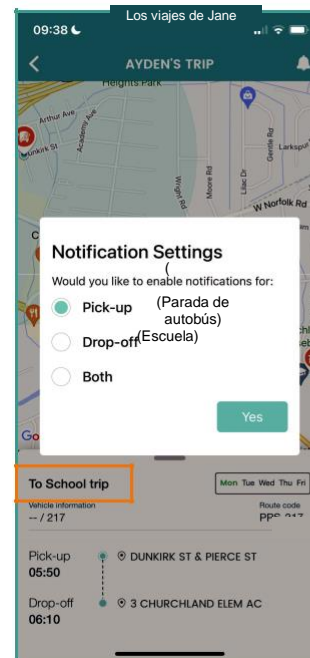 Los viajes de Jane
09:38
AYDEN'S TRIP
Heights Park
Arthur Ave
Academy Ave
Dunkirk St
Wright Rd
Moore Rd
Lilac Dr
Gentle Rd
Larkspur
W Norfolk Rd
Notification Settings
(
Would you like to enable notifications for:
Pick-up (Parada de
autobús)
Drop-off (Escuela)
Both
Yes
Go
To School trip
Mon Tue Wed Thu Fri
Vehicle information
Route code
-- / 217
Pick-up
DUNKIRK ST & PIERCE ST
05:50
Drop-off
3 CHURCHLAND ELEM AC
06:10